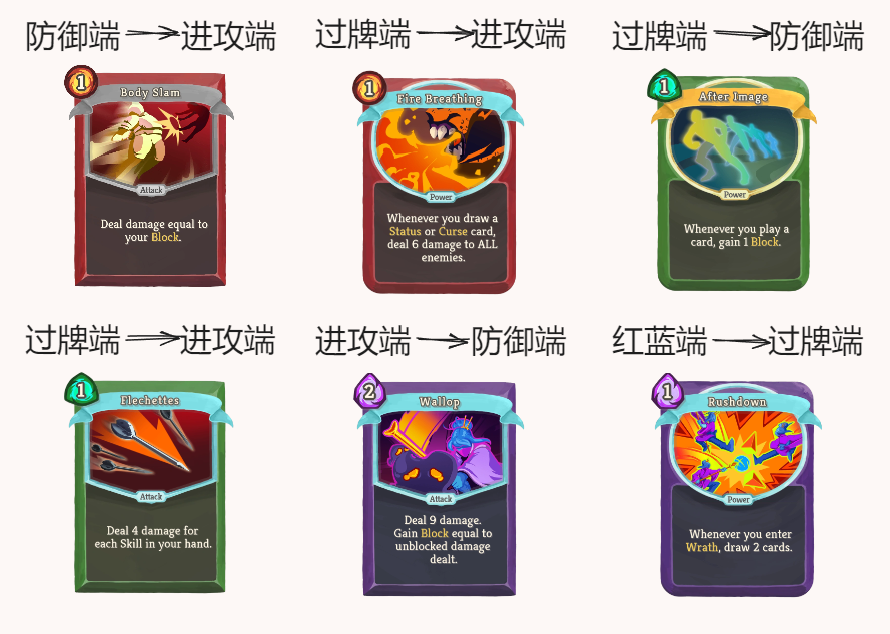 防御端 进攻端
过牌端 进攻端
过牌端 防御端
1
Body Slam
Attack
Deal damage equal to
your Block.
1
Fire Breathing
Power
Whenever you draw a
Status or Curse card,
deal 6 damage to ALL
enemies.
1
After Image
Power
Whenever you play a
card, gain 1 Block.
过牌端 进攻端
进攻端 防御端
红蓝端 过牌端
1
Flechettes
Attack
Deal 4 damage for
each Skill in your hand.
2
Wallop
Attack
Deal 9 damage.
Gain Block equal to
unblocked damage
dealt.
1
Rushdown
Power
Whenever you enter
Wrath, draw 2 cards.